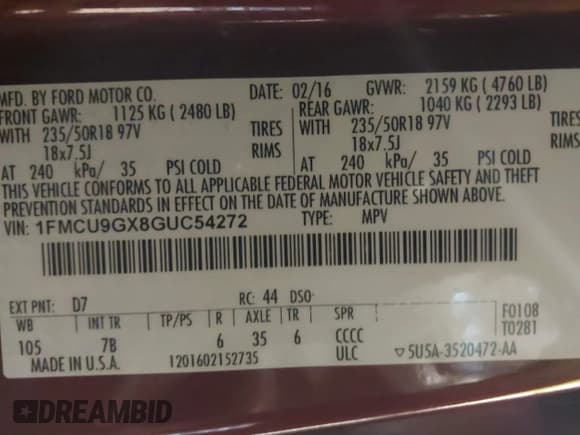 MFD. BY FORD MOTOR CO. DATE: 02/16 GVWR: 2159 KG ( 4760 LB)
FRONT GAWR: 1125 KG ( 2480 LB) REAR GAWR: 1040 KG ( 2293 LB)
WITH 235/50R18 97V TIRES WITH 235/50R18 97V TIRES
18x7.5J RIMS 18x7.5J RIMS
AT 240 kPa/ 35 PSI COLD AT 240 kPa/ 35 PSI COLD
THIS VEHICLE CONFORMS TO ALL APPLICABLE FEDERAL MOTOR VEHICLE SAFETY AND THEFT
PREVENTION STANDARDS IN EFFECT ON THE DATE OF MANUFACTURE SHOWN ABOVE.
VIN: 1FMCU9GX8GUC54272 TYPE: MPV
EXT PNT: D7 RC: 44 DSO:
WB INT TR TP/PS R AXLE TR SPR F0108
105 7B 6 35 6 CCCC T0281
MADE IN U.S.A. 1201602152735 ULC ▽5U5A-3520472-AA
DREAMBID